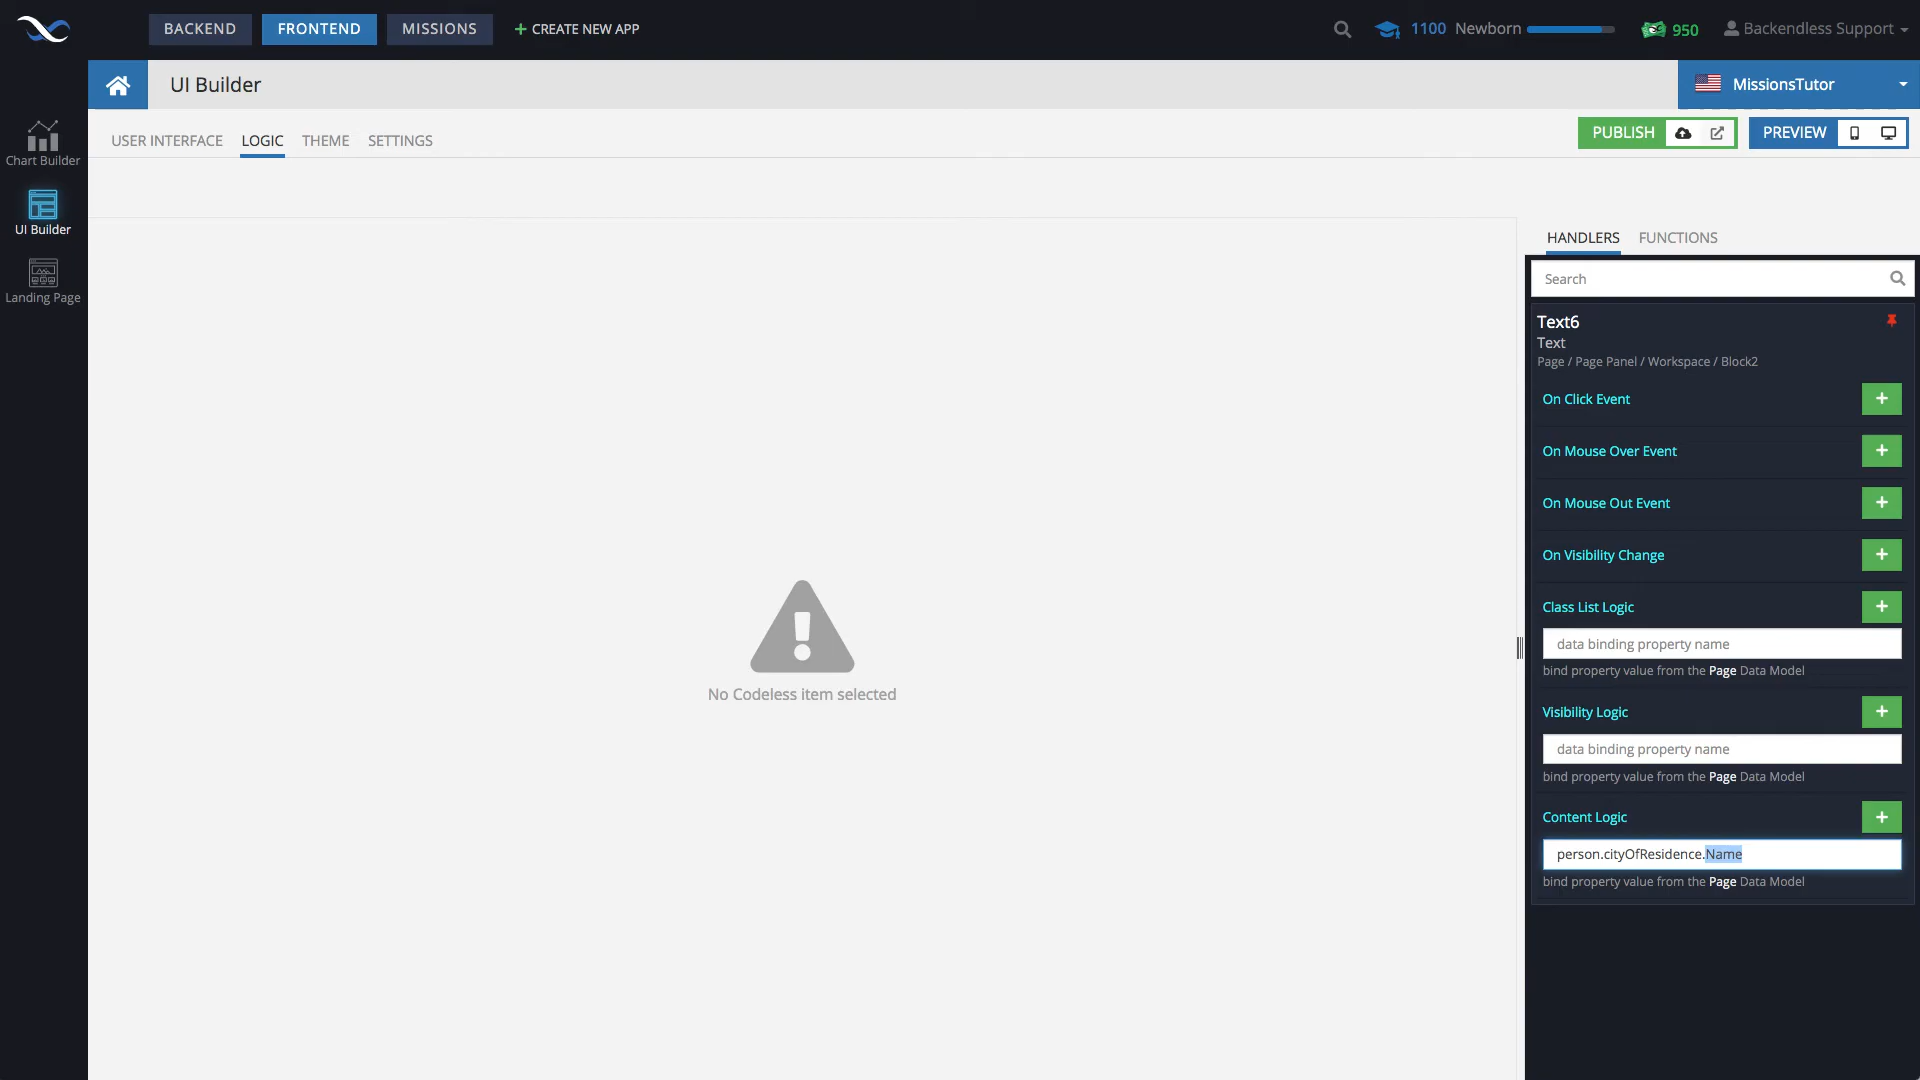 BACKEND
FRONTEND
MISSIONS
CREATE NEW APP
1100 Newborn
950
Backendless Support
UI Builder
MissionsTutor
USER INTERFACE
LOGIC
THEME
SETTINGS
PUBLISH
PREVIEW
Chart Builder
UI Builder
Landing Page
No Codeless item selected
HANDLERS
FUNCTIONS
Search
Text6
Text
Page / Page Panel / Workspace / Block2
On Click Event
On Mouse Over Event
On Mouse Out Event
On Visibility Change
Class List Logic
data binding property name
bind property value from the Page Data Model
Visibility Logic
data binding property name
bind property value from the Page Data Model
Content Logic
person.cityOfResidence.Name
bind property value from the Page Data Model